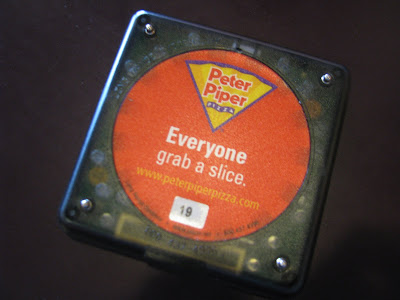 Peter
Piper
PIZZA
Everyone
grab a slice.
www.peterpiperpizza.com
19